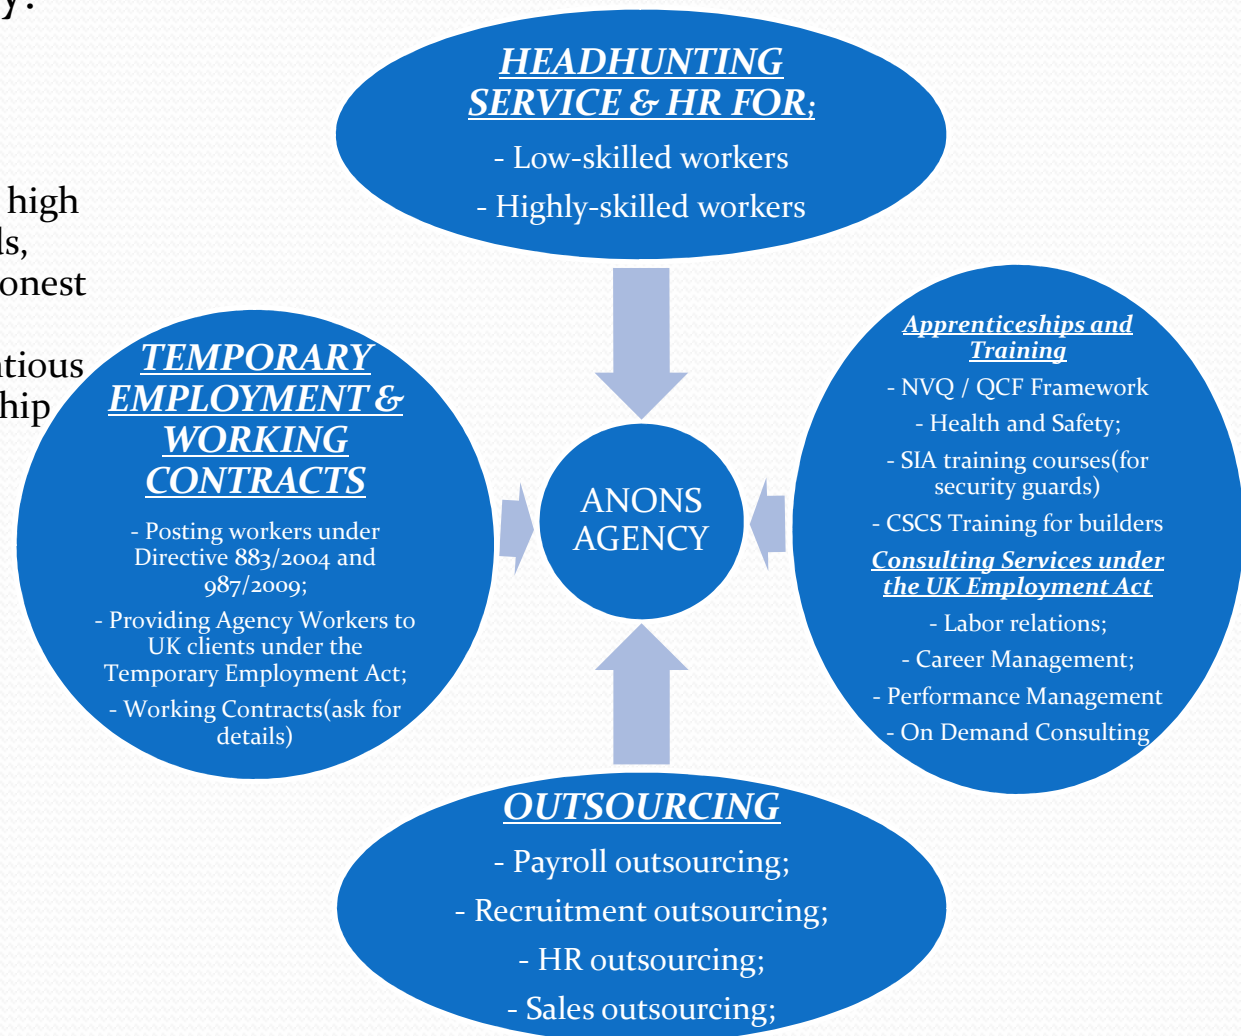 y.
high
ls,
onest
ntious
hip
HEADHUNTING
SERVICE & HR FOR;
- Low-skilled workers
- Highly-skilled workers
TEMPORARY
EMPLOYMENT &
WORKING
CONTRACTS
- Posting workers under
Directive 883/2004 and
987/2009;
- Providing Agency Workers to
UK clients under the
Temporary Employment Act;
- Working Contracts(ask for
details)
ANONS
AGENCY
Apprenticeships and
Training
- NVQ / QCF Framework
- Health and Safety;
- SIA training courses(for
security guards)
- CSCS Training for builders
Consulting Services under
the UK Employment Act
- Labor relations;
- Career Management;
- Performance Management
- On Demand Consulting
OUTSOURCING
- Payroll outsourcing;
- Recruitment outsourcing;
- HR outsourcing;
- Sales outsourcing;